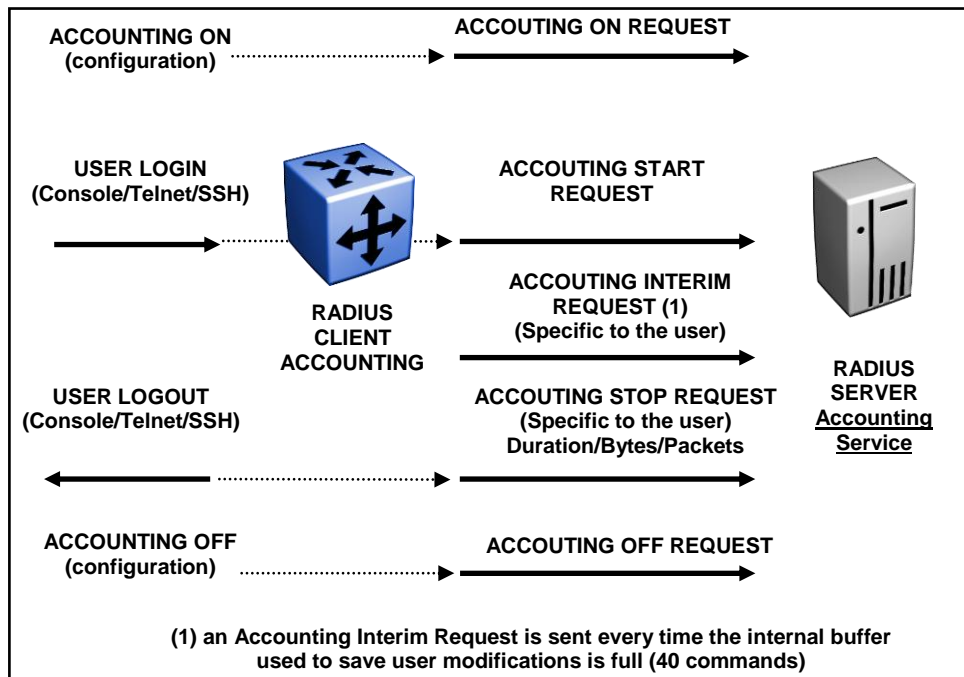 ACCOUNTING ON
(configuration)
ACCOUTING ON REQUEST
USER LOGIN
(Console/Telnet/SSH)
ACCOUTING START
REQUEST
RADIUS
CLIENT
ACCOUNTING
ACCOUTING INTERIM
REQUEST (1)
(Specific to the user)
RADIUS
SERVER
Accounting
Service
USER LOGOUT
(Console/Telnet/SSH)
ACCOUTING STOP REQUEST
(Specific to the user)
Duration/Bytes/Packets
ACCOUNTING OFF
(configuration)
ACCOUTING OFF REQUEST
(1) an Accounting Interim Request is sent every time the internal buffer
used to save user modifications is full (40 commands)